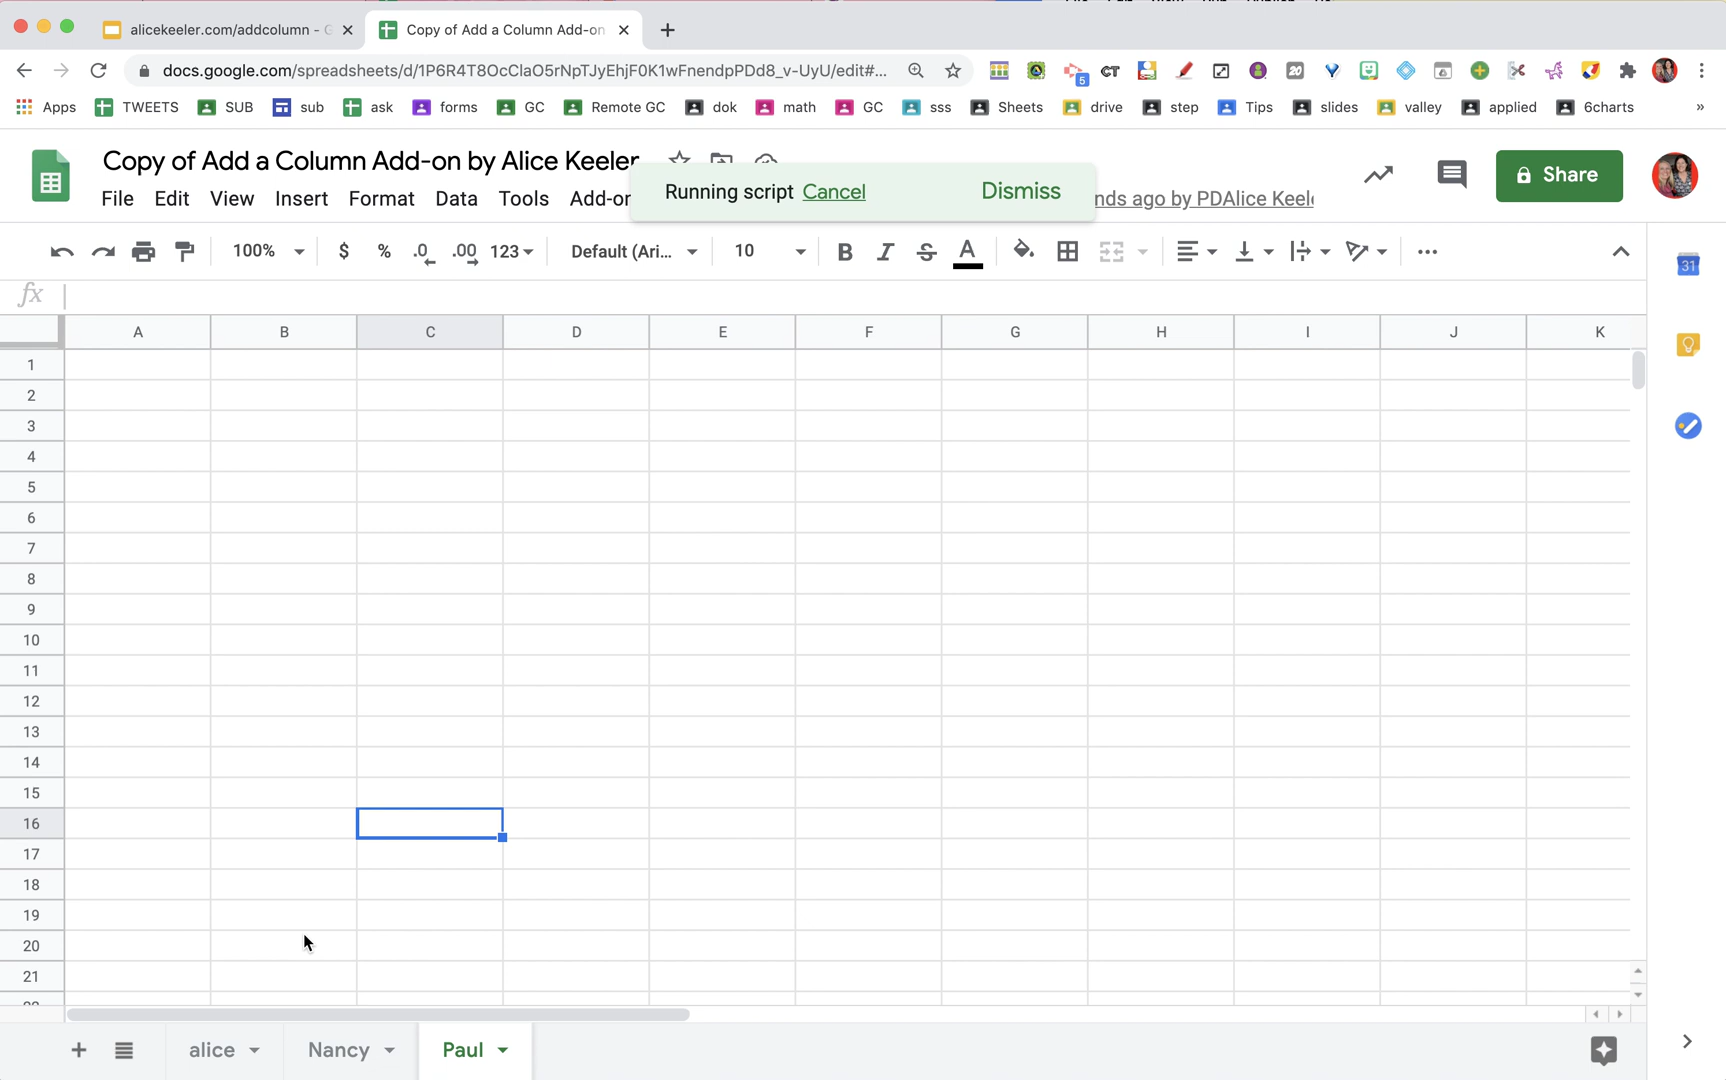 alicekeeler.com/addcolumn - G
Copy of Add a Column Add-on
docs.google.com/spreadsheets/d/1P6R4T8OcClaO5rNpTJyEhjF0K1wFnendpPDd8_v-UyU/edit#...
5
CT
20
Apps
TWEETS
SUB
sub
ask
forms
GC
Remote GC
dok
math
GC
sss
Sheets
drive
step
Tips
slides
valley
applied
6charts
»
Copy of Add a Column Add-on by Alice Keeler
File Edit View Insert Format Data Tools Add-or
Running script Cancel Dismiss
nds ago by PDAlice Keele
Share
100% $ % .0 .00 123 Default (Ari... 10 B I S A
31
fx
A B C D E F G H I J K
1
2
3
4
5
6
7
8
9
10
11
12
13
14
15
16
17
18
19
20
21
22
alice
Nancy
Paul